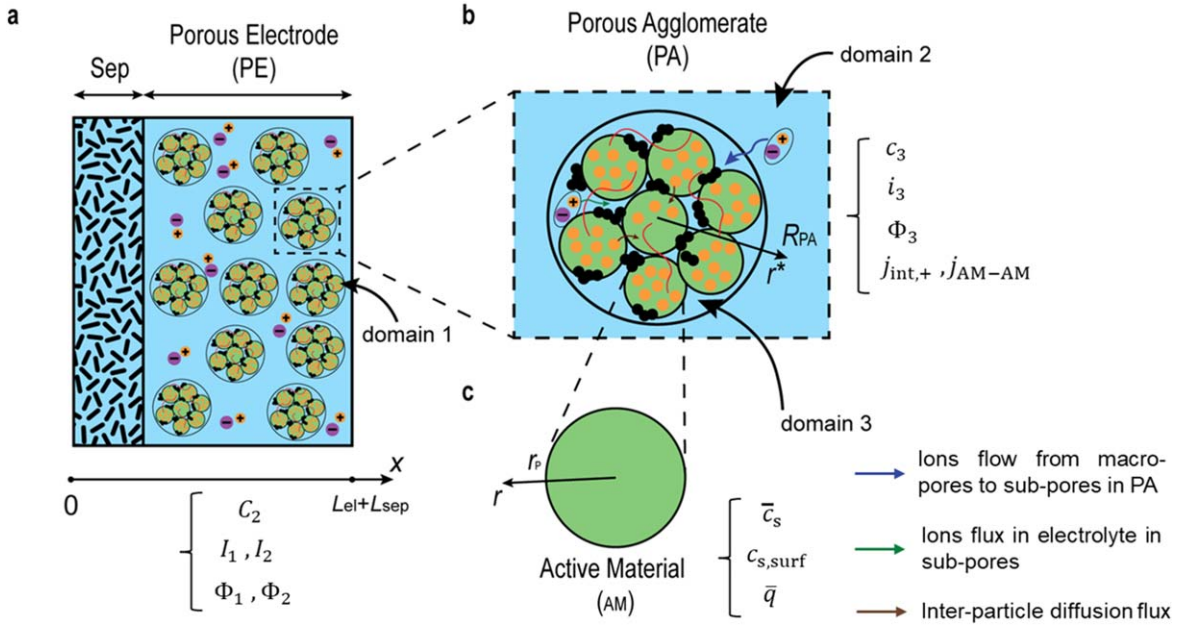 a
Porous Electrode
(PE)
Sep
domain 1
x
0
Lel+Lsep
C₂
I₁ , I₂
Φ₁ , Φ₂
b
Porous Agglomerate
(PA)
domain 2
RPA
r*
domain 3
c₃
i₃
Φ₃
jint,+ , jAM−AM
c
rP
r
Active Material
(AM)
c̄s
cs,surf
q̄
Ions flow from macro-
pores to sub-pores in PA
Ions flux in electrolyte in
sub-pores
Inter-particle diffusion flux